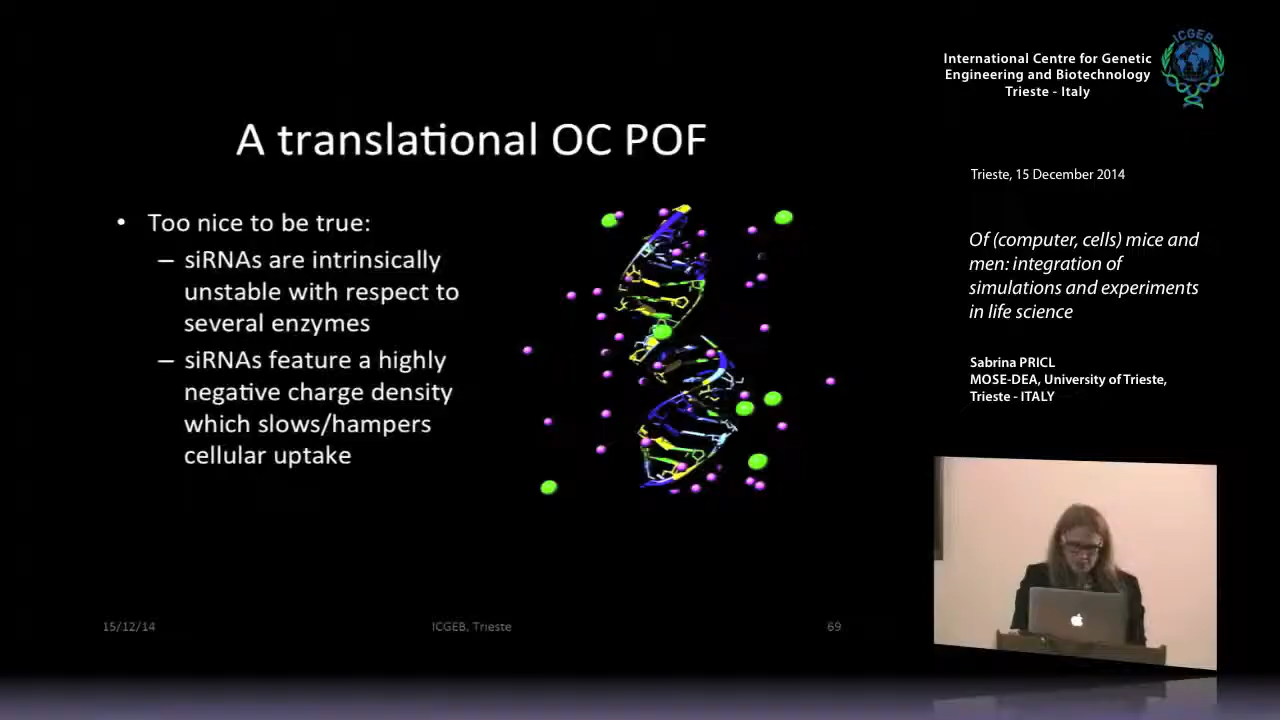 A translational OC POF
• Too nice to be true:
– siRNAs are intrinsically
unstable with respect to
several enzymes
– siRNAs feature a highly
negative charge density
which slows/hampers
cellular uptake
15/12/14
ICGEB, Trieste
69
International Centre for Genetic
Engineering and Biotechnology
Trieste - Italy
ICGEB
Trieste, 15 December 2014
Of (computer, cells) mice and
men: integration of
simulations and experiments
in life science
Sabrina PRICL
MOSE-DEA, University of Trieste,
Trieste - ITALY